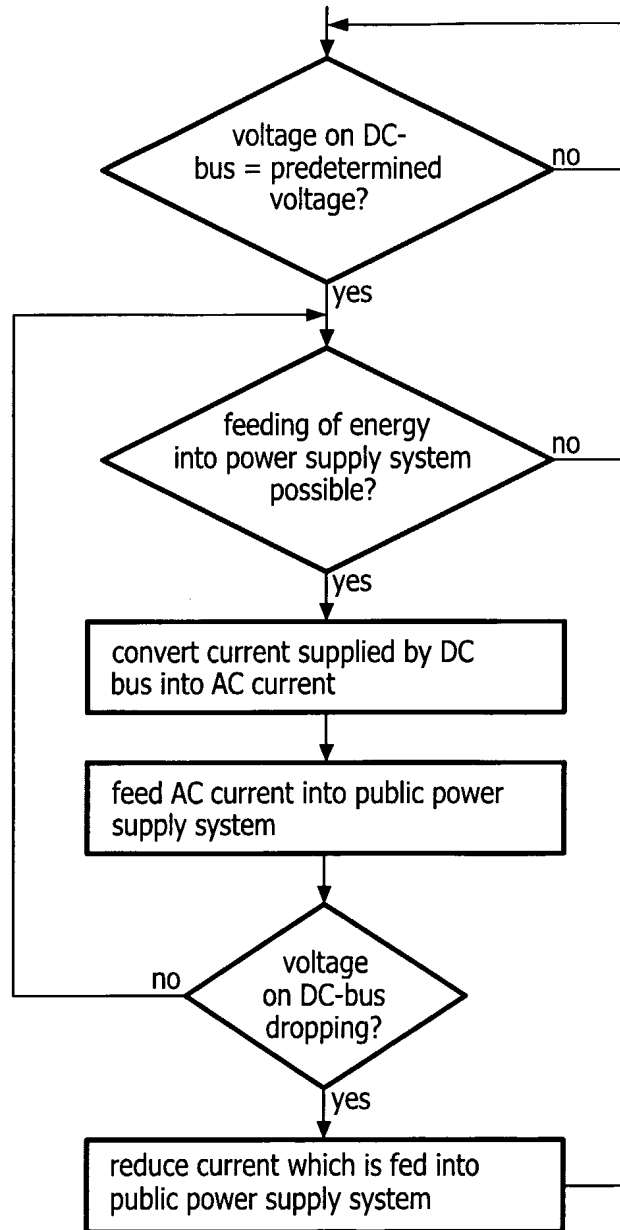 voltage on DC-
bus = predetermined
voltage?
no
yes
feeding of energy
into power supply system
possible?
no
yes
convert current supplied by DC
bus into AC current
feed AC current into public power
supply system
no
voltage
on DC-bus
dropping?
yes
reduce current which is fed into
public power supply system